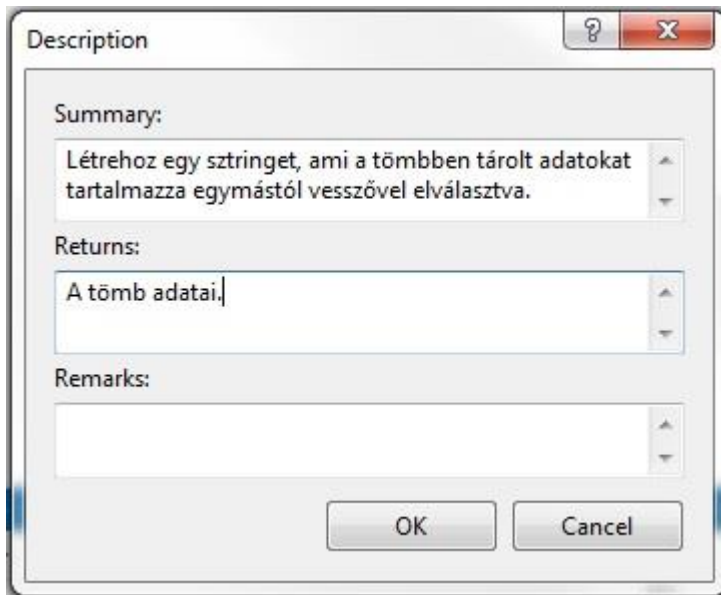 Description
Summary:
Létrehoz egy sztringet, ami a tömbben tárolt adatokat
tartalmazza egymástól vesszővel elválasztva.
Returns:
A tömb adatai.
Remarks:
OK Cancel